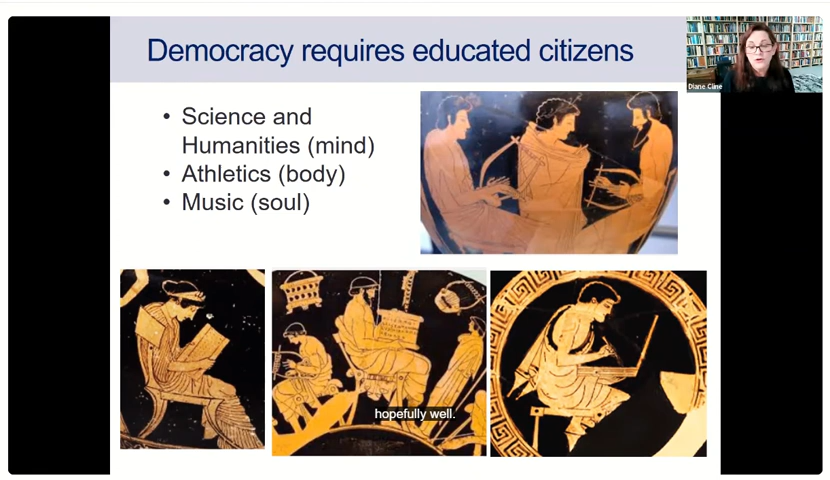 Democracy requires educated citizens
Diane Cline
• Science and
Humanities (mind)
• Athletics (body)
• Music (soul)
hopefully well.